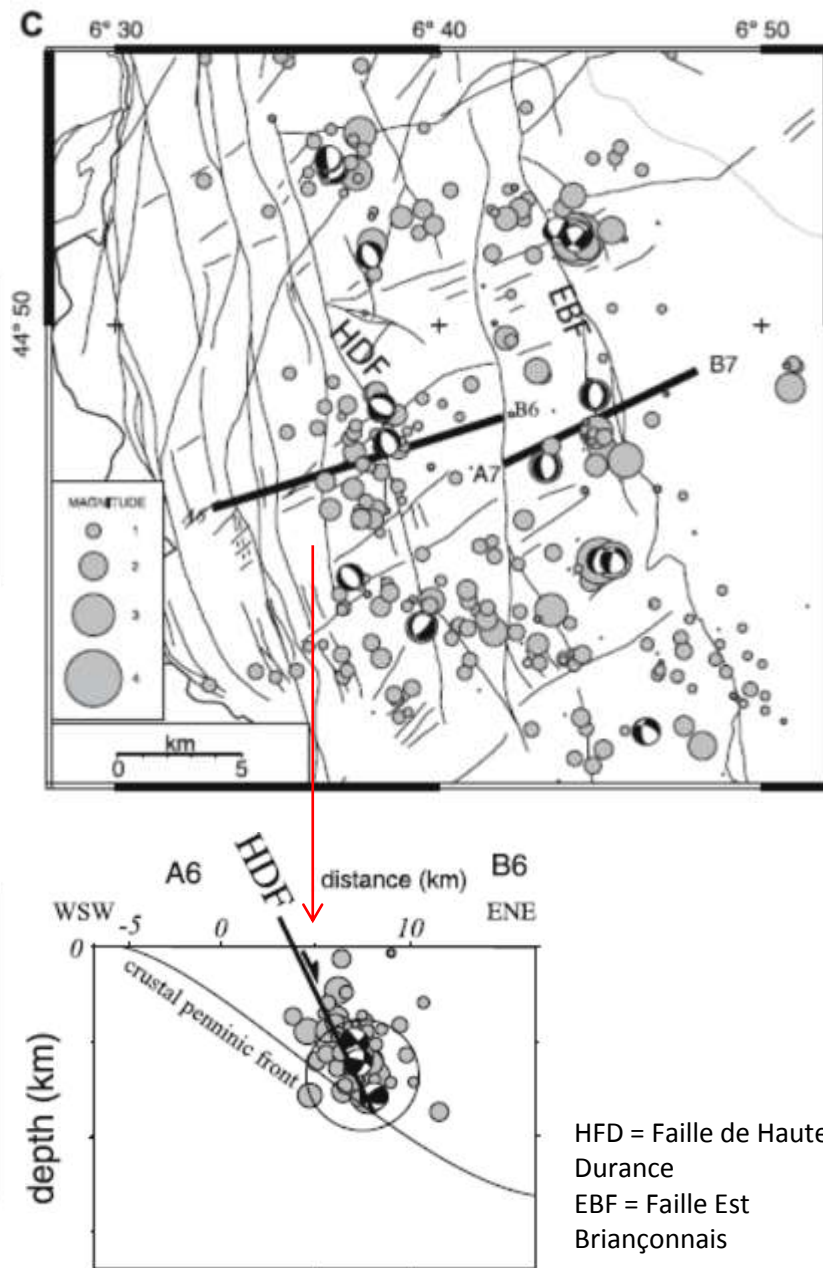 C
6° 30 6° 40 6° 50
44° 50
HDF
EBF
B7
B6
A7
MAGNITUDE
1
2
3
4
km
0 5
A6 HDF distance (km) B6
WSW -5 0 10 ENE
0
crustal penninic front
depth (km)
HFD = Faille de Haute
Durance
EBF = Faille Est
Briançonnais